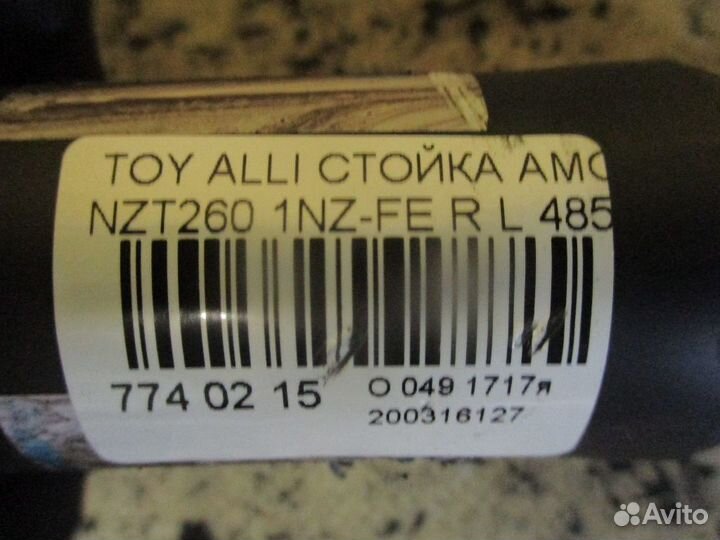 TOY ALLI СТОЙКА АМО
NZT260 1NZ-FE R L 485
774 02 15
О 049 1717я
200316127
Avito